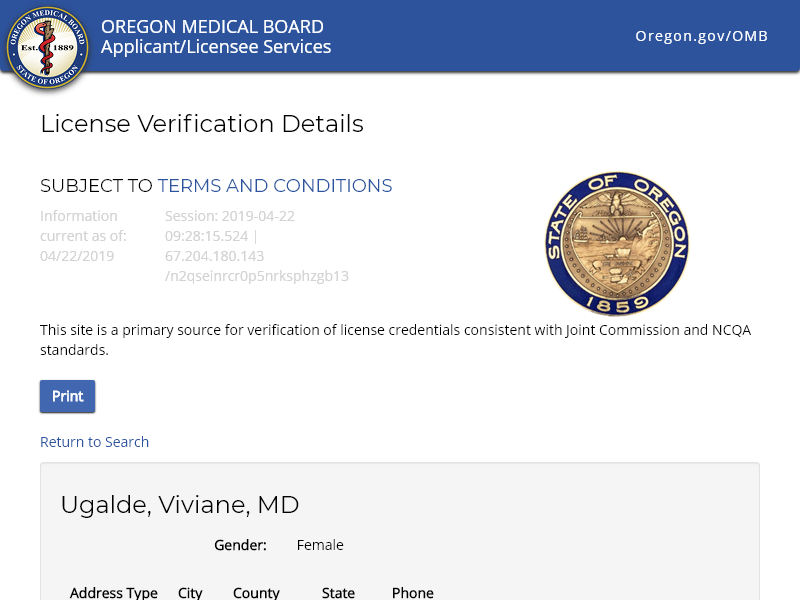 OREGON MEDICAL BOARD
Est. 1889
STATE OF OREGON
OREGON MEDICAL BOARD
Applicant/Licensee Services
Oregon.gov/OMB
License Verification Details
SUBJECT TO TERMS AND CONDITIONS
Information
current as of:
04/22/2019
Session: 2019-04-22
09:28:15.524 |
67.204.180.143
/n2qseinrcr0p5nrksphzgb13
STATE OF OREGON
1859
This site is a primary source for verification of license credentials consistent with Joint Commission and NCQA
standards.
Print
Return to Search
Ugalde, Viviane, MD
Gender: Female
Address Type City County State Phone